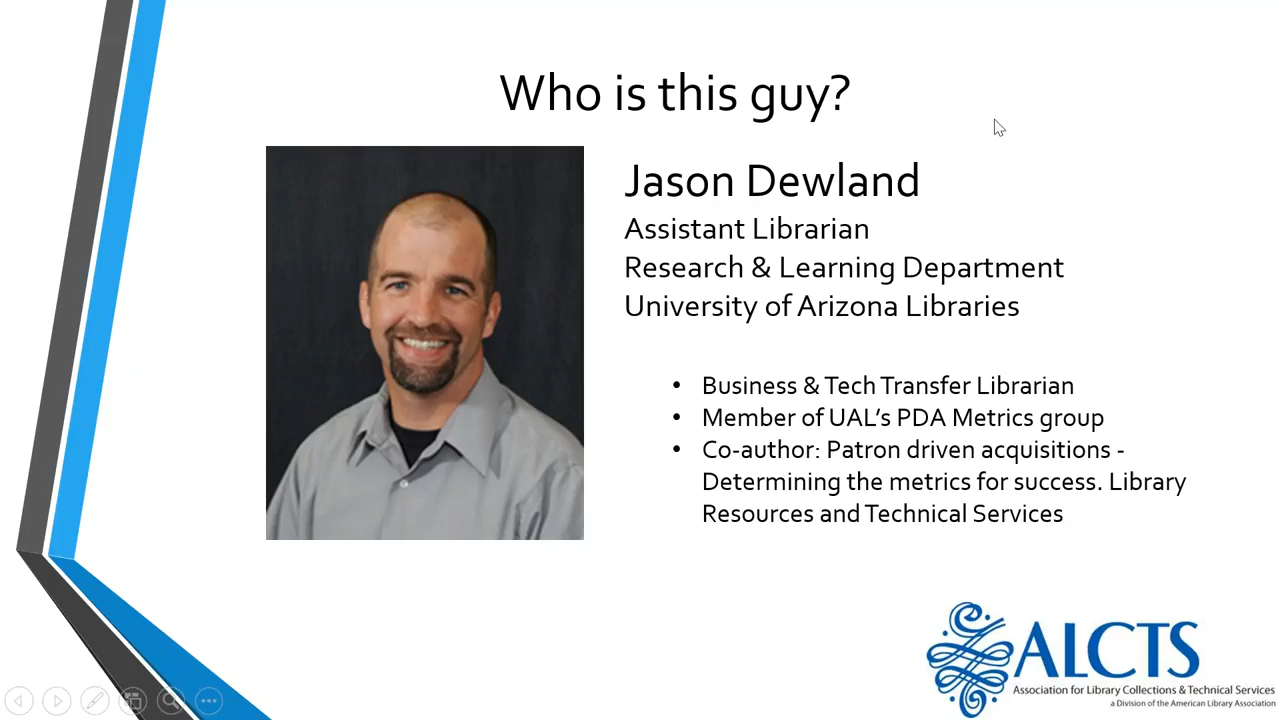 Who is this guy?
Jason Dewland
Assistant Librarian
Research & Learning Department
University of Arizona Libraries
• Business & Tech Transfer Librarian
• Member of UAL’s PDA Metrics group
• Co-author: Patron driven acquisitions -
Determining the metrics for success. Library
Resources and Technical Services
ALCTS
Association for Library Collections & Technical Services
a Division of the American Library Association